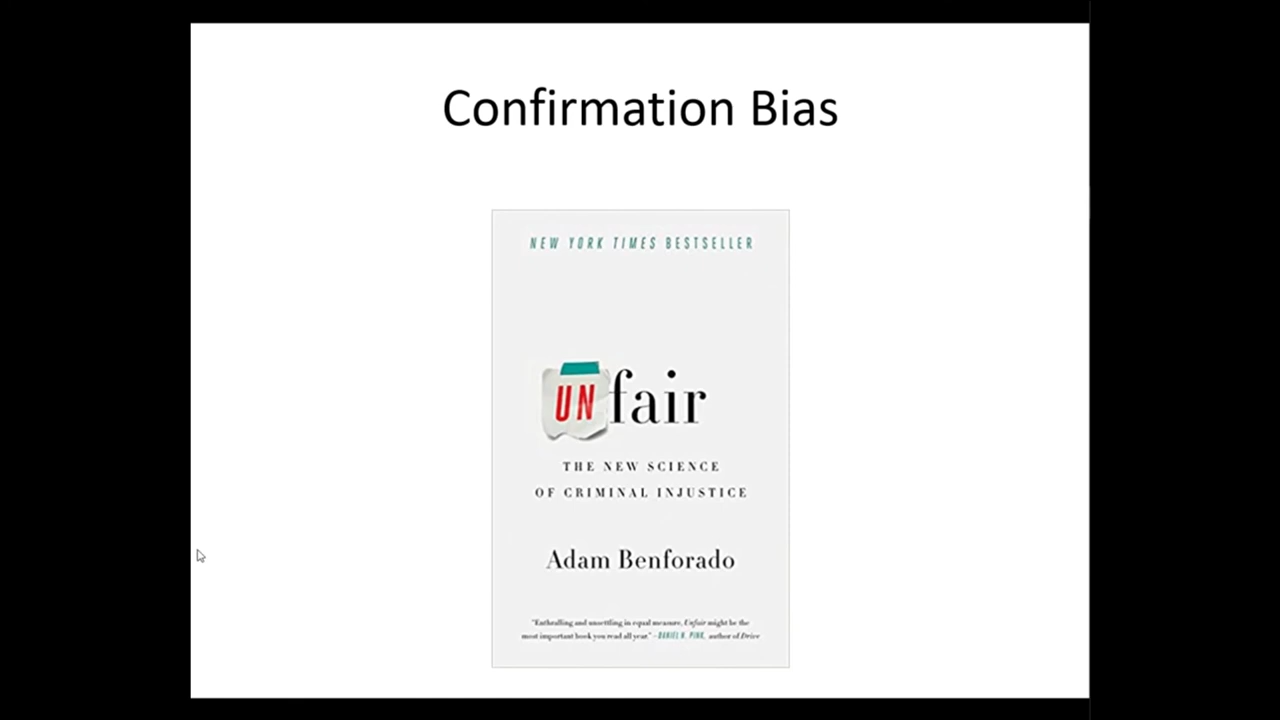 Confirmation Bias
NEW YORK TIMES BESTSELLER
UNfair
THE NEW SCIENCE
OF CRIMINAL INJUSTICE
Adam Benforado
"Enthralling and unsettling in equal measure, Unfair might be the
most important book you read all year." —DANIEL H. PINK, author of Drive